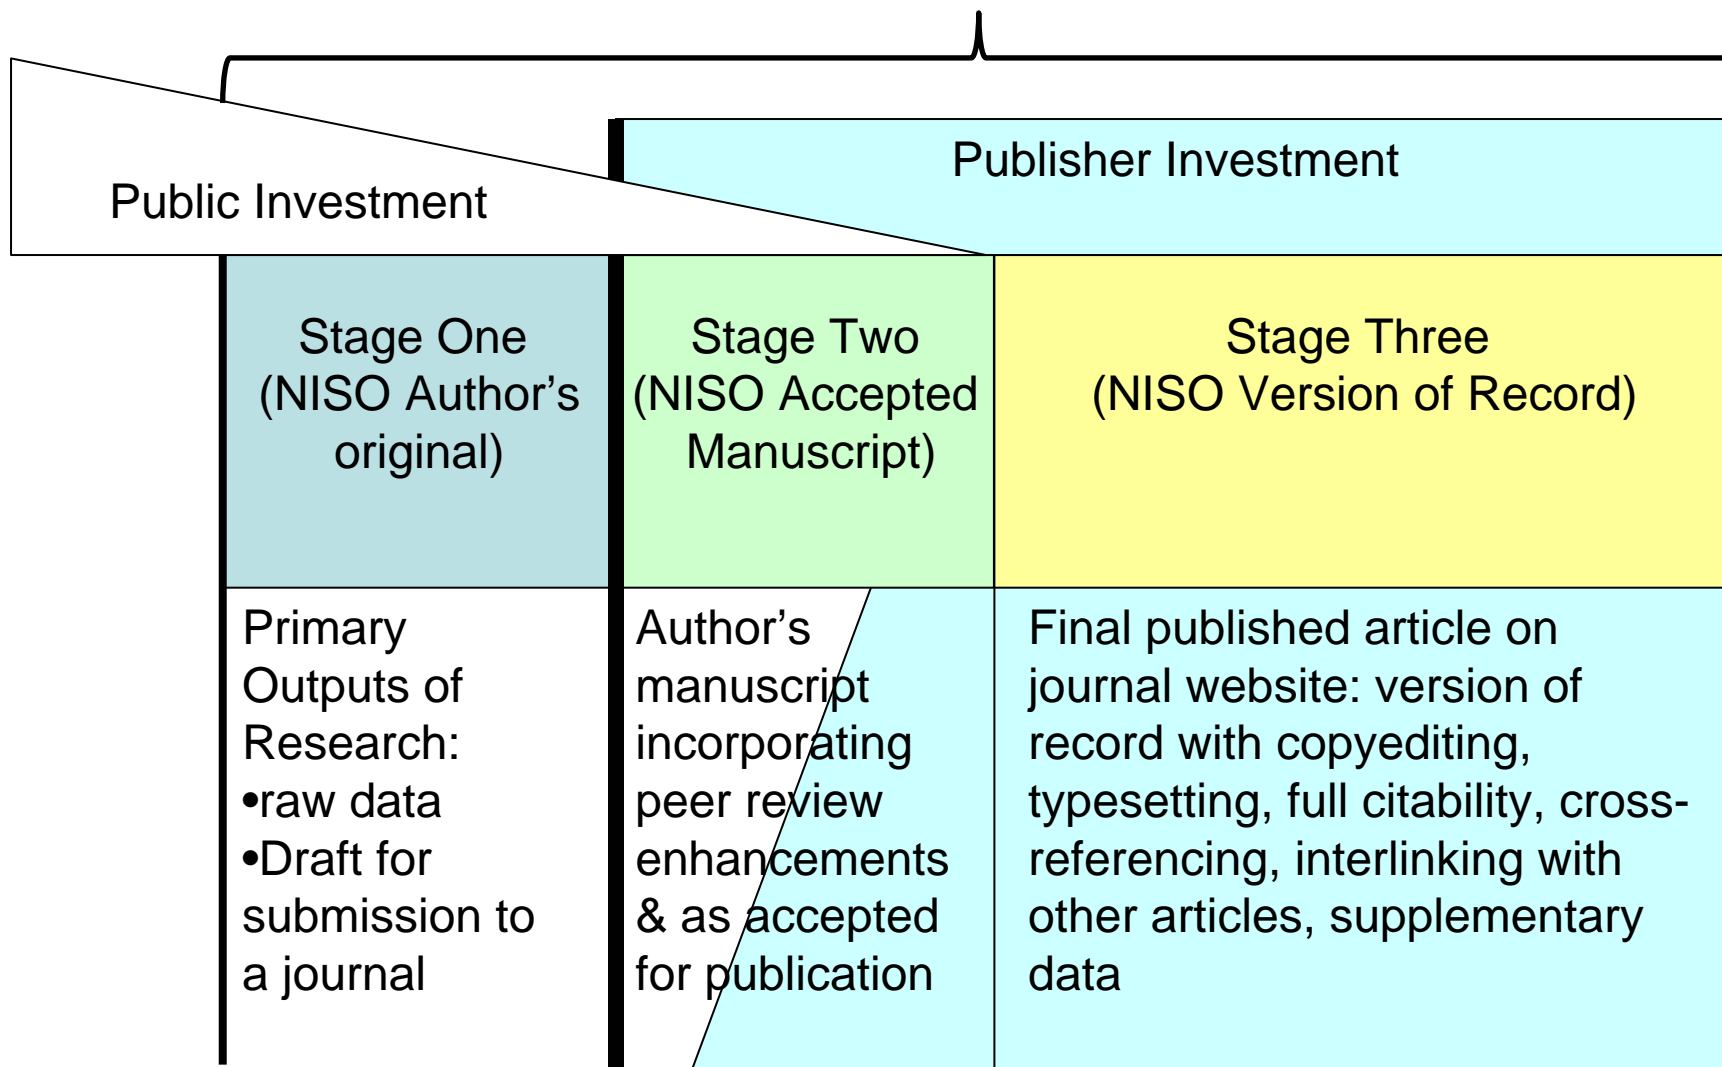 Publisher Investment
Public Investment
Stage One
(NISO Author’s
original)
Stage Two
(NISO Accepted
Manuscript)
Stage Three
(NISO Version of Record)
Primary
Outputs of
Research:
•raw data
•Draft for
submission to
a journal
Author’s
manuscript
incorporating
peer review
enhancements
& as accepted
for publication
Final published article on
journal website: version of
record with copyediting,
typesetting, full citability, cross-
referencing, interlinking with
other articles, supplementary
data